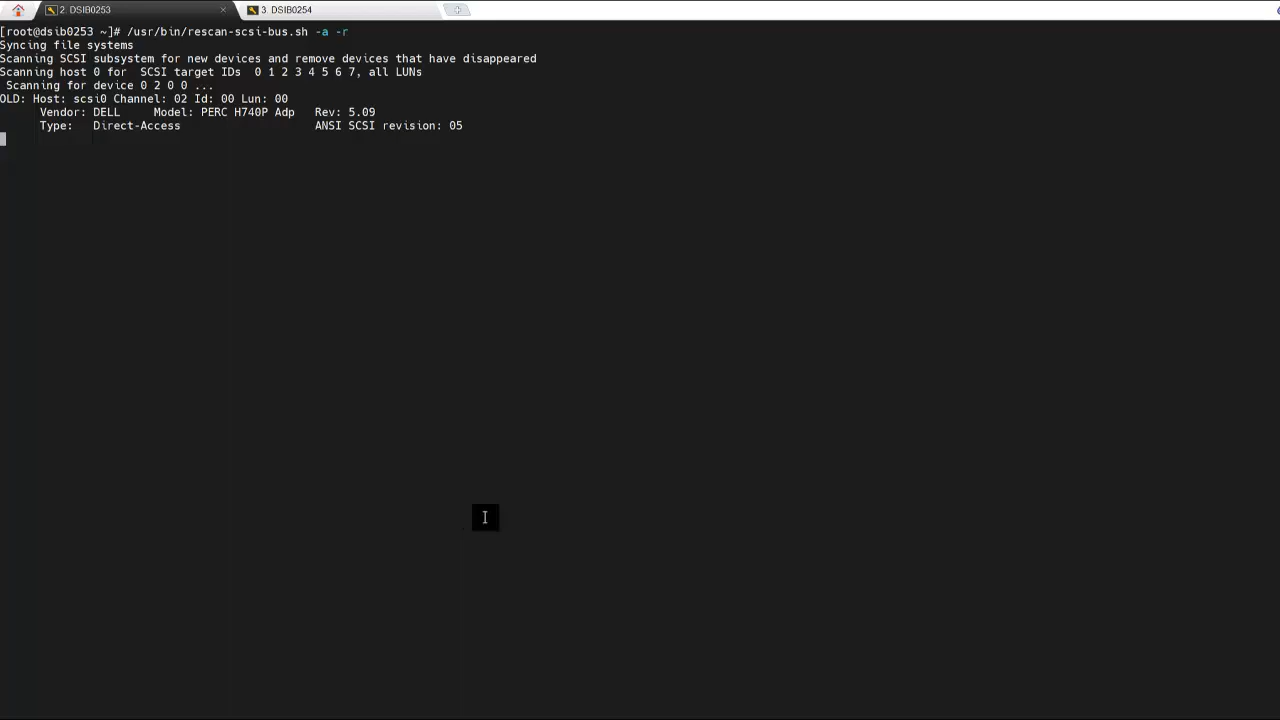 2. DSIB0253
3. DSIB0254
[root@dsib0253 ~]# /usr/bin/rescan-scsi-bus.sh -a -r
Syncing file systems
Scanning SCSI subsystem for new devices and remove devices that have disappeared
Scanning host 0 for  SCSI target IDs  0 1 2 3 4 5 6 7, all LUNs
 Scanning for device 0 2 0 0 ...
OLD: Host: scsi0 Channel: 02 Id: 00 Lun: 00
      Vendor: DELL     Model: PERC H740P Adp   Rev: 5.09
      Type:   Direct-Access                    ANSI SCSI revision: 05